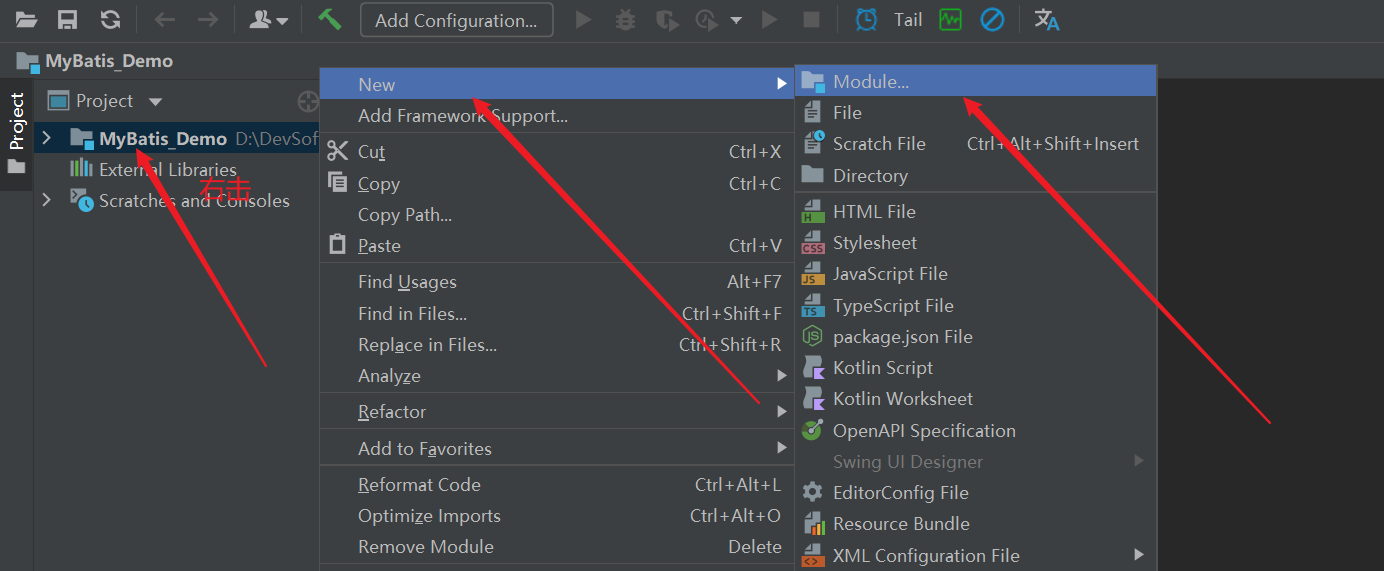 Add Configuration...
Tail
MyBatis_Demo
Project
Project
MyBatis_Demo D:\DevSof
External Libraries
右击
Scratches and Consoles
New
Add Framework Support...
Cut Ctrl+X
Copy Ctrl+C
Copy Path...
Paste Ctrl+V
Find Usages Alt+F7
Find in Files... Ctrl+Shift+F
Replace in Files... Ctrl+Shift+R
Analyze
Refactor
Add to Favorites
Reformat Code Ctrl+Alt+L
Optimize Imports Ctrl+Alt+O
Remove Module Delete
Module...
File
Scratch File Ctrl+Alt+Shift+Insert
Directory
HTML File
Stylesheet
JavaScript File
TypeScript File
package.json File
Kotlin Script
Kotlin Worksheet
OpenAPI Specification
Swing UI Designer
EditorConfig File
Resource Bundle
XML Configuration File